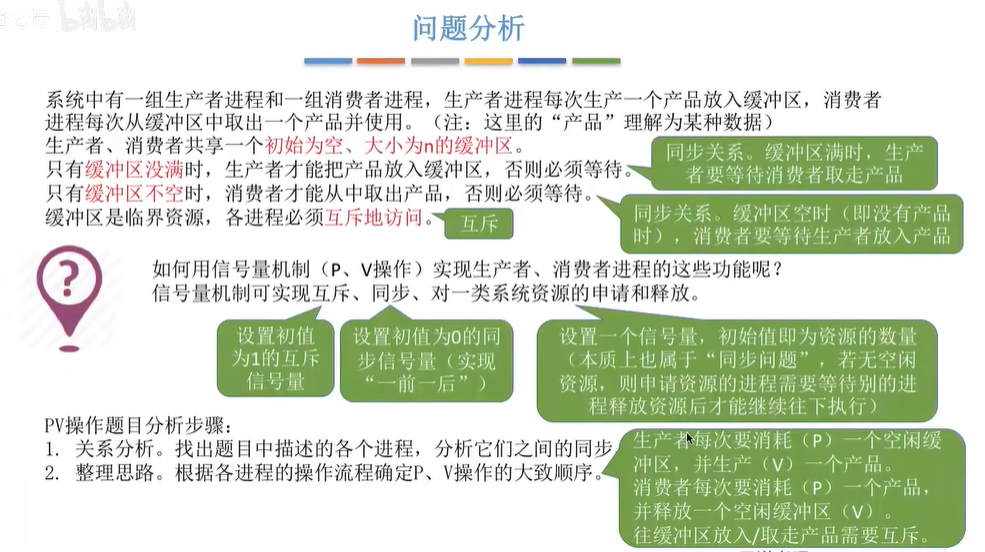 问题分析
系统中有一组生产者进程和一组消费者进程，生产者进程每次生产一个产品放入缓冲区，消费者
进程每次从缓冲区中取出一个产品并使用。（注：这里的“产品”理解为某种数据）
生产者、消费者共享一个初始为空、大小为n的缓冲区。
只有缓冲区没满时，生产者才能把产品放入缓冲区，否则必须等待。
同步关系。缓冲区满时，生产
者要等待消费者取走产品
只有缓冲区不空时，消费者才能从中取出产品，否则必须等待。
同步关系。缓冲区空时（即没有产品
时），消费者要等待生产者放入产品
缓冲区是临界资源，各进程必须互斥地访问。
互斥
?
如何用信号量机制（P、V操作）实现生产者、消费者进程的这些功能呢？
信号量机制可实现互斥、同步、对一类系统资源的申请和释放。
设置初值
为1的互斥
信号量
设置初值为0的同
步信号量（实现
“一前一后”）
设置一个信号量，初始值即为资源的数量
（本质上也属于“同步问题”，若无空闲
资源，则申请资源的进程需要等待别的进
程释放资源后才能继续往下执行）
PV操作题目分析步骤：
1. 关系分析。找出题目中描述的各个进程，分析它们之间的同步
2. 整理思路。根据各进程的操作流程确定P、V操作的大致顺序。
生产者每次要消耗（P）一个空闲缓
冲区，并生产（V）一个产品。
消费者每次要消耗（P）一个产品，
并释放一个空闲缓冲区（V）。
往缓冲区放入/取走产品需要互斥。